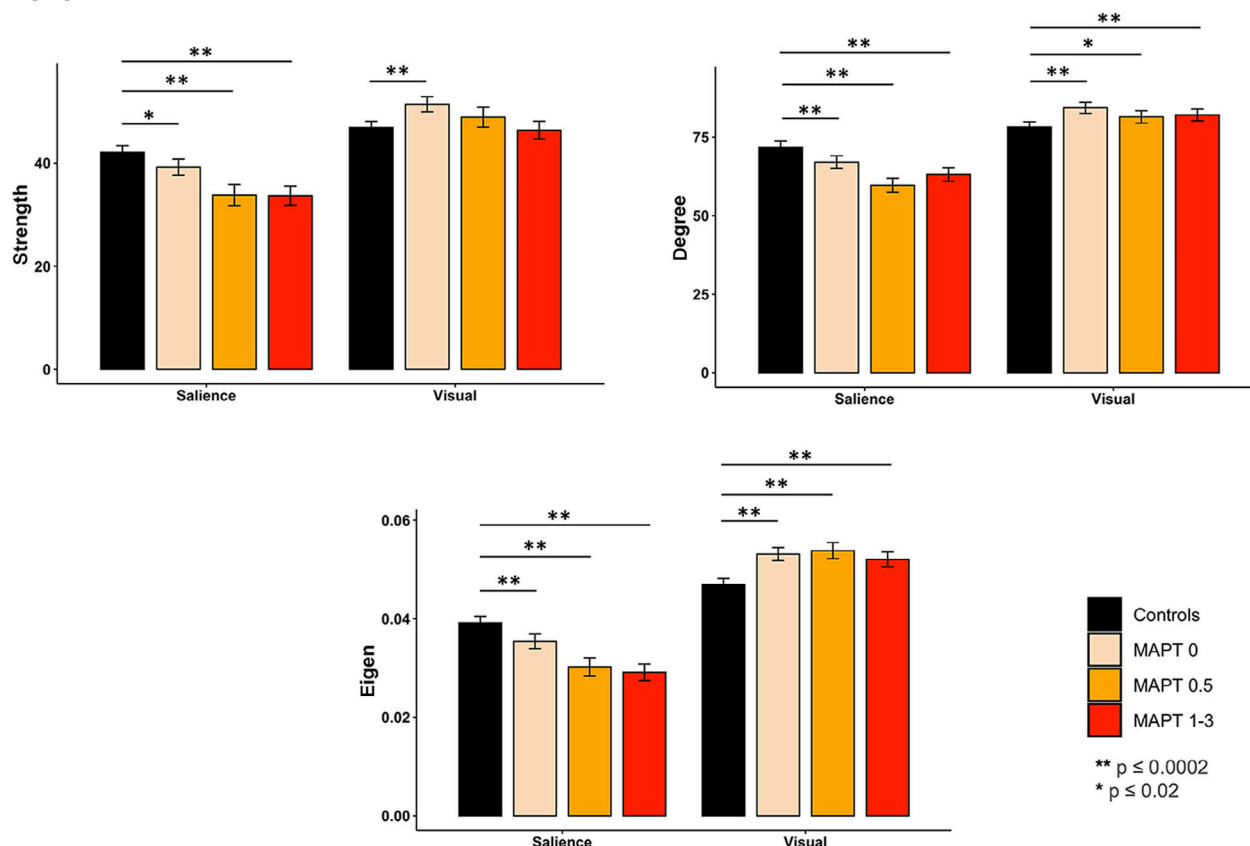 **
**
*
**
Strength
40
20
0
Salience
Visual
**
**
**
**
*
**
Degree
75
50
25
0
Salience
Visual
**
**
**
**
**
**
Eigen
0.06
0.04
0.02
0.00
Salience
Visual
Controls
MAPT 0
MAPT 0.5
MAPT 1-3
** p ≤ 0.0002
* p ≤ 0.02